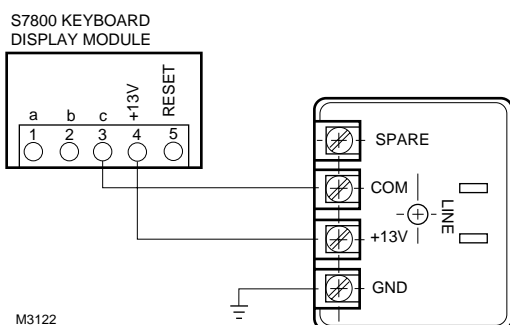 S7800 KEYBOARD
DISPLAY MODULE
a b c +13V RESET
1 2 3 4 5
SPARE
COM
LINE
+13V
GND
M3122